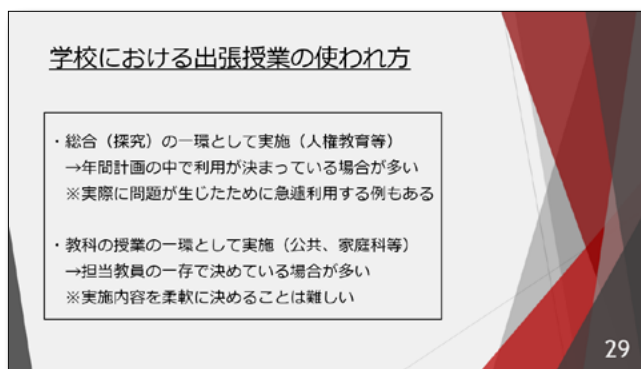 学校における出張授業の使われ方
・総合（探究）の一環として実施（人権教育等）
→年間計画の中で利用が決まっている場合が多い
※実際に問題が生じたために急遽利用する例もある
・教科の授業の一環として実施（公共、家庭科等）
→担当教員の一存で決めている場合が多い
※実施内容を柔軟に決めることは難しい
29